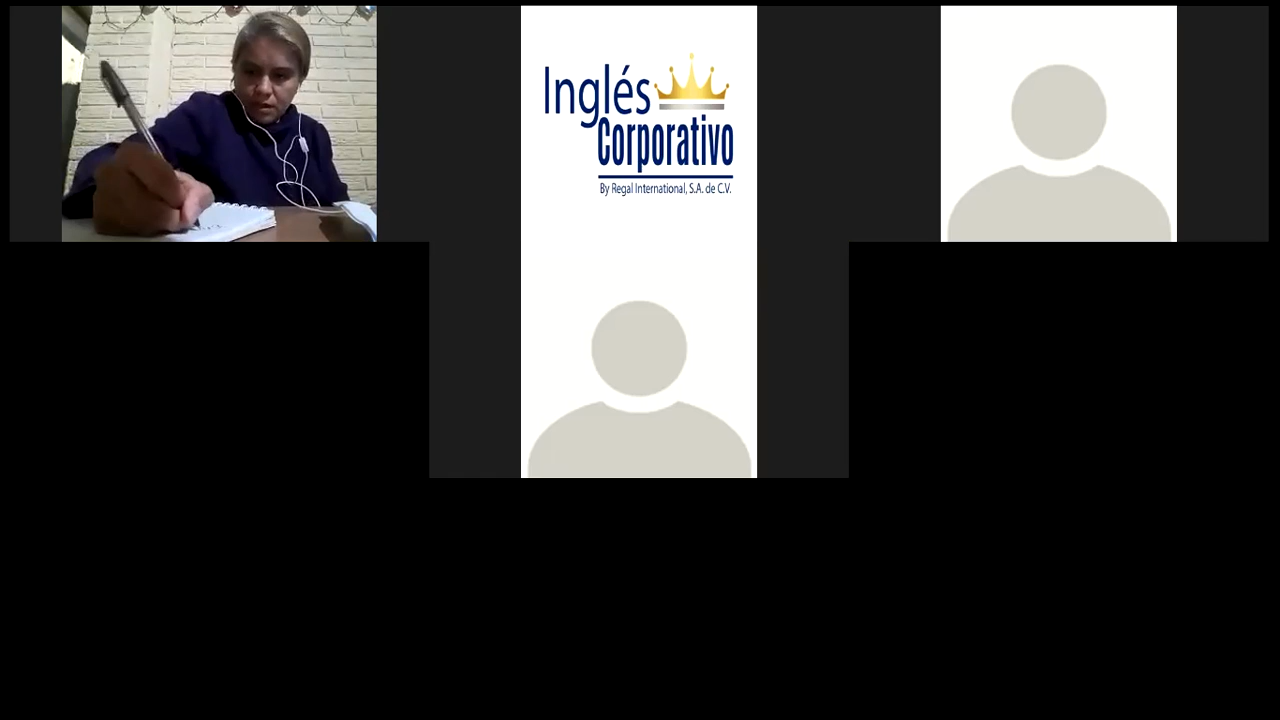 Inglés
Corporativo
By Regal International, S.A. de C.V.